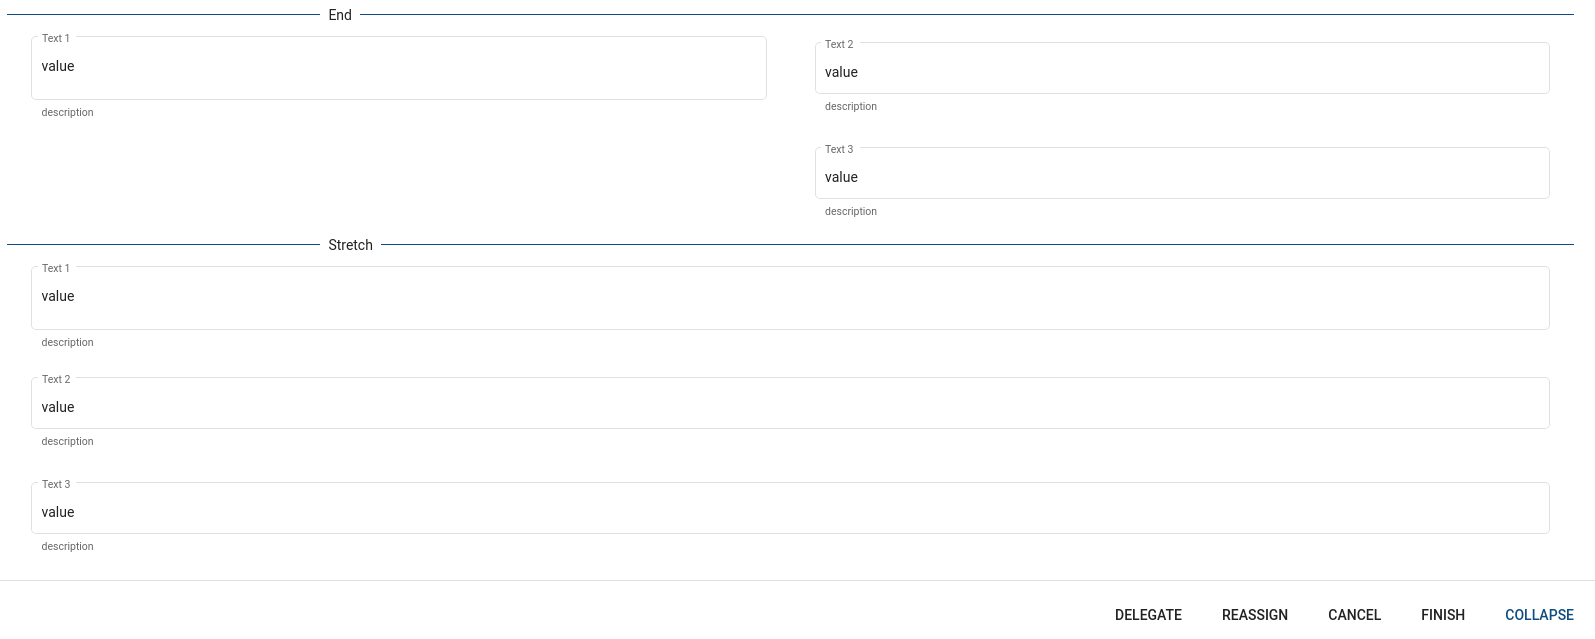 End
Text 1
value
description
Text 2
value
description
Text 3
value
description
Stretch
Text 1
value
description
Text 2
value
description
Text 3
value
description
DELEGATE REASSIGN CANCEL FINISH COLLAPSE